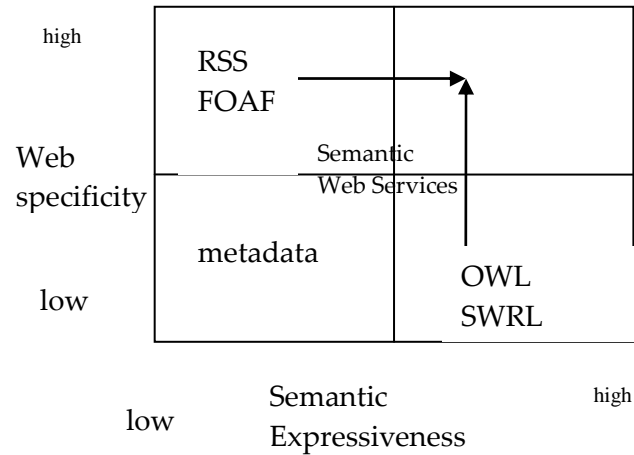 high
RSS
FOAF
Web
specificity
Semantic
Web Services
metadata
low
OWL
SWRL
low
Semantic
Expressiveness
high